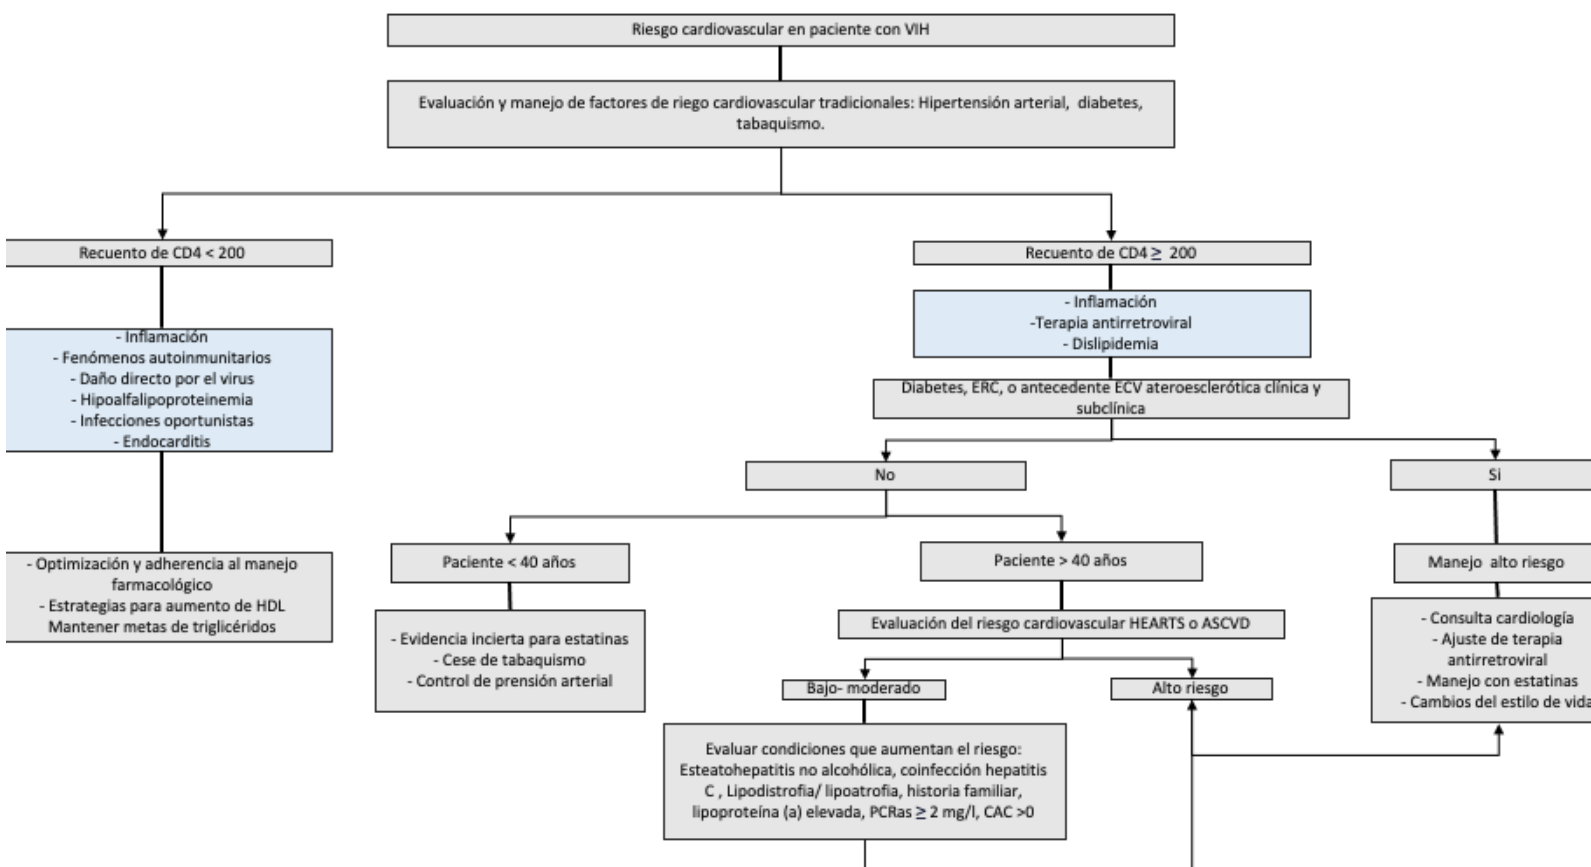 Riesgo cardiovascular en paciente con VIH
Evaluación y manejo de factores de riego cardiovascular tradicionales: Hipertensión arterial, diabetes,
tabaquismo.
Recuento de CD4 < 200
- Inflamación
- Fenómenos autoinmunitarios
- Daño directo por el virus
- Hipoalfalipoproteinemia
- Infecciones oportunistas
- Endocarditis
- Optimización y adherencia al manejo
farmacológico
- Estrategias para aumento de HDL
Mantener metas de triglicéridos
Recuento de CD4 ≥ 200
- Inflamación
-Terapia antirretroviral
- Dislipidemia
Diabetes, ERC, o antecedente ECV ateroesclerótica clínica y
subclínica
No
Paciente < 40 años
- Evidencia incierta para estatinas
- Cese de tabaquismo
- Control de prensión arterial
Paciente > 40 años
Evaluación del riesgo cardiovascular HEARTS o ASCVD
Bajo- moderado
Evaluar condiciones que aumentan el riesgo:
Esteatohepatitis no alcohólica, coinfección hepatitis
C , Lipodistrofia/ lipoatrofia, historia familiar,
lipoproteína (a) elevada, PCRas ≥ 2 mg/l, CAC >0
Alto riesgo
Si
Manejo alto riesgo
- Consulta cardiología
- Ajuste de terapia
antirretroviral
- Manejo con estatinas
- Cambios del estilo de vida